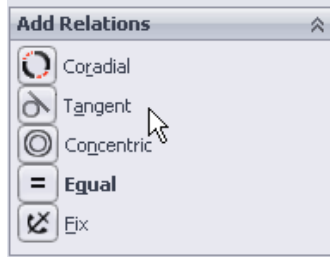 Add Relations
Coradial
Tangent
Concentric
Equal
Fix